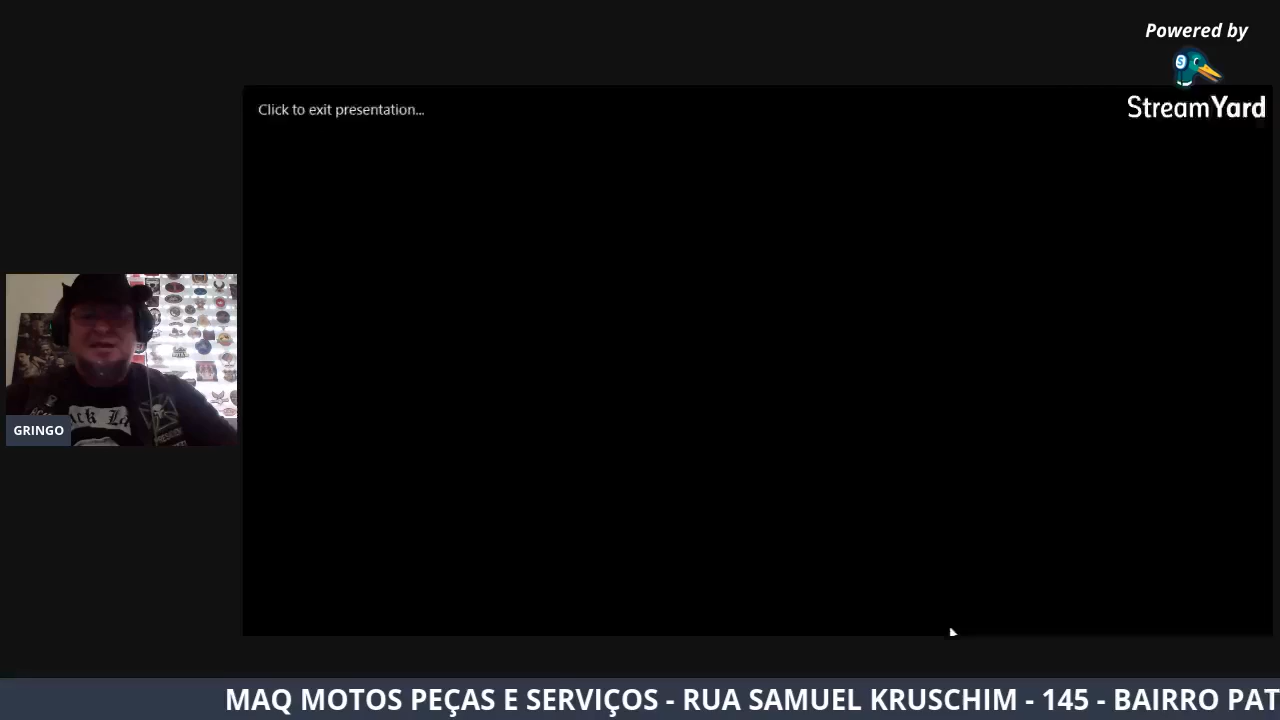 Powered by
StreamYard
Click to exit presentation...
GRINGO
MAQ MOTOS PEÇAS E SERVIÇOS - RUA SAMUEL KRUSCHIM - 145 - BAIRRO PAT